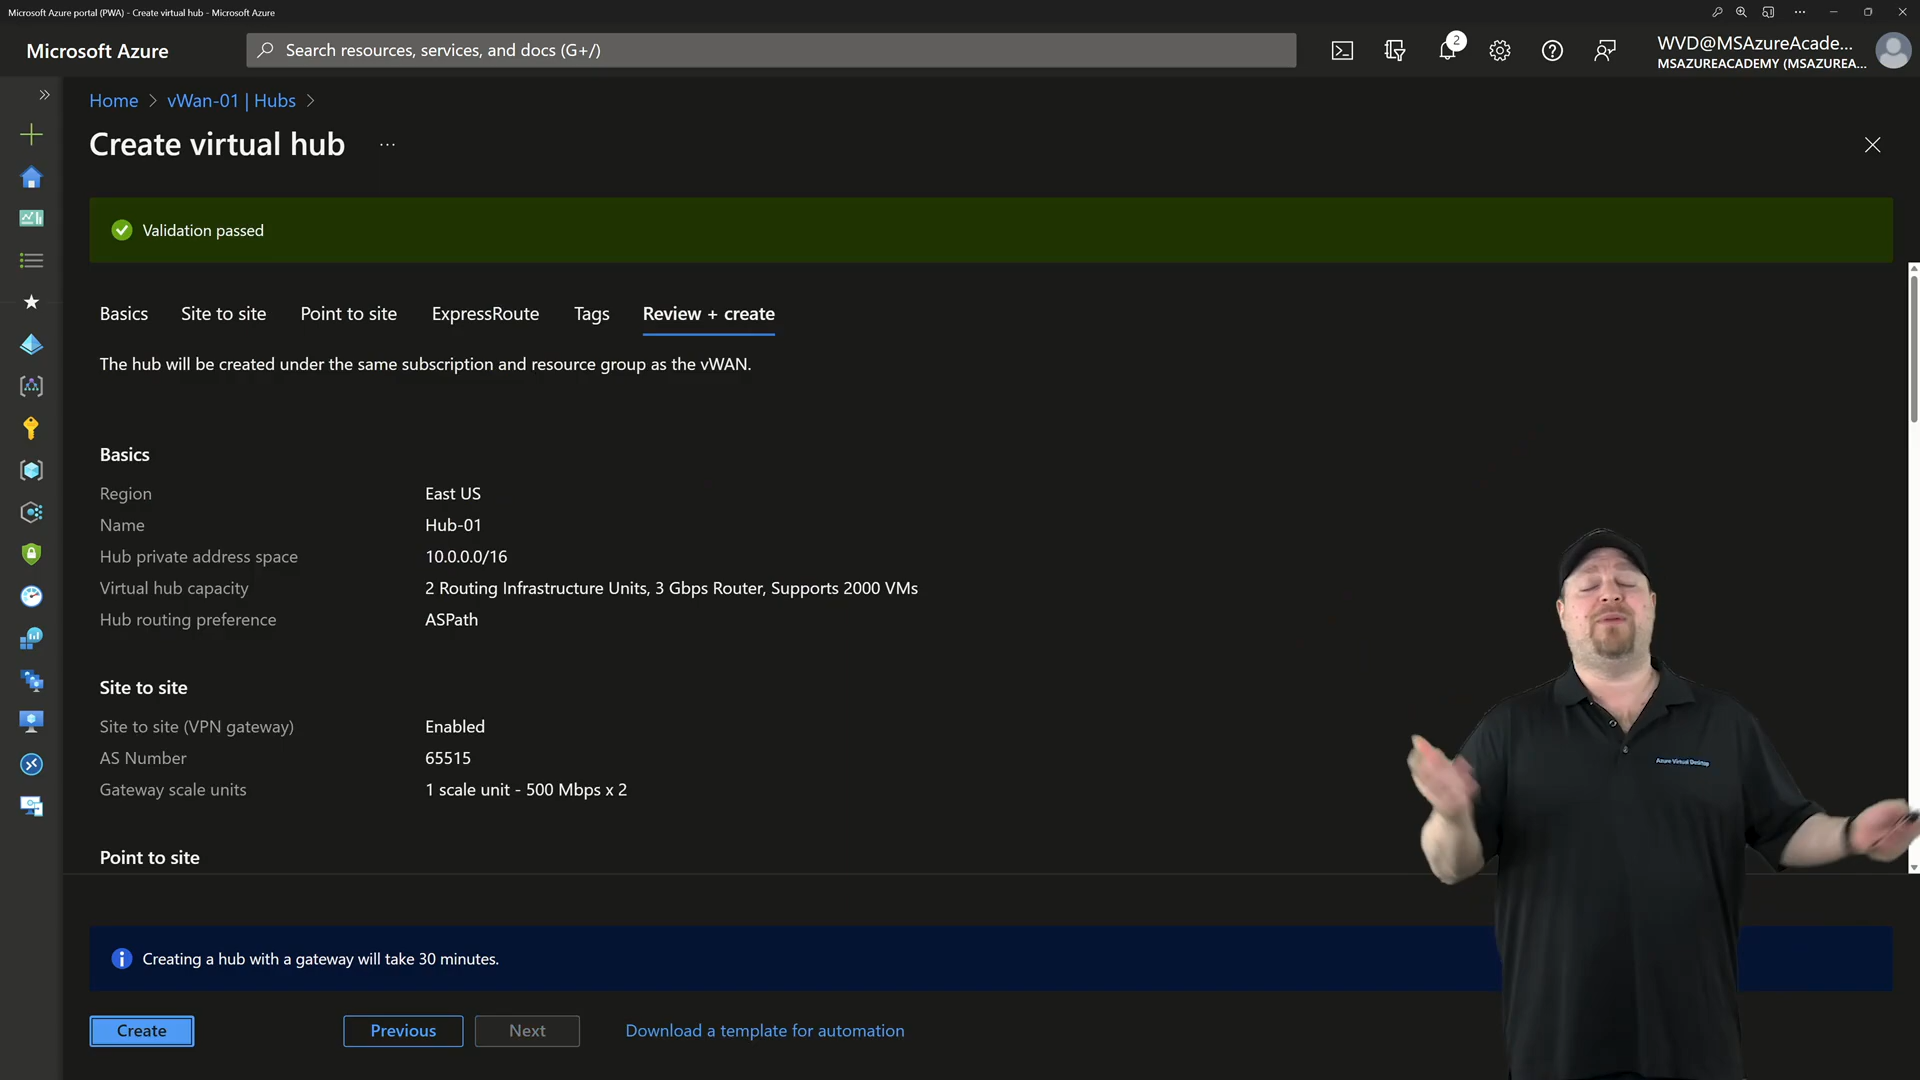 Microsoft Azure portal (PWA) - Create virtual hub - Microsoft Azure
Microsoft Azure
Search resources, services, and docs (G+/)
2
WVD@MSAzureAcade...
MSAZUREACADEMY (MSAZUREA...
Home > vWan-01 | Hubs >
Create virtual hub ...
Validation passed
Basics Site to site Point to site ExpressRoute Tags Review + create
The hub will be created under the same subscription and resource group as the vWAN.
Basics
Region East US
Name Hub-01
Hub private address space 10.0.0.0/16
Virtual hub capacity 2 Routing Infrastructure Units, 3 Gbps Router, Supports 2000 VMs
Hub routing preference ASPath
Site to site
Site to site (VPN gateway) Enabled
AS Number 65515
Gateway scale units 1 scale unit - 500 Mbps x 2
Point to site
Azure Virtual Desktop
Creating a hub with a gateway will take 30 minutes.
Create Previous Next Download a template for automation